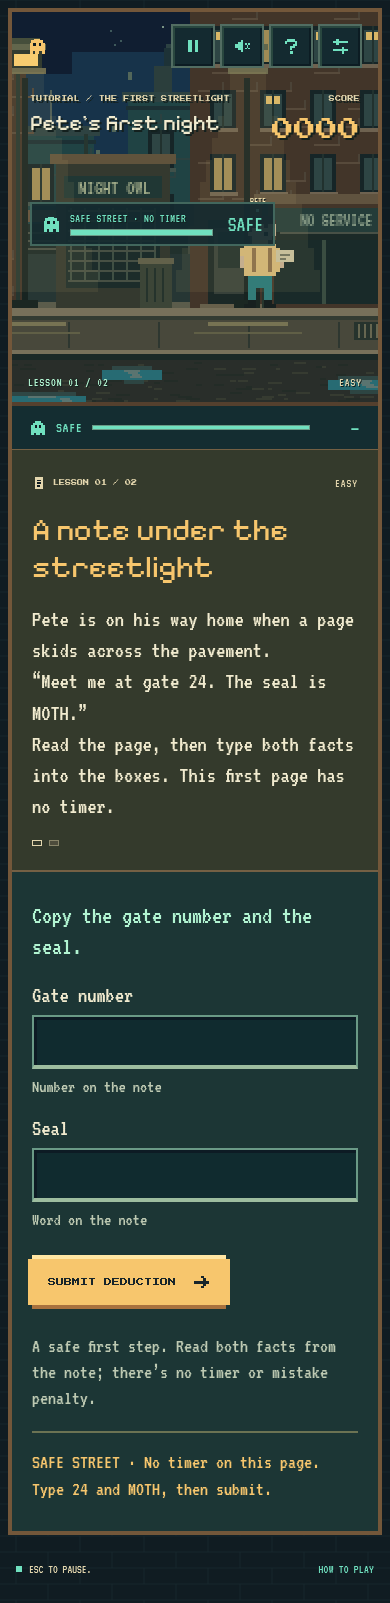 TUTORIAL / THE FIRST STREETLIGHT
SCORE
Pete's first night
0000
NIGHT OWL
PETE
SAFE STREET · NO TIMER
SAFE
NO SERVICE
LESSON 01 / 02
EASY
SAFE
–
LESSON 01 / 02
EASY
A note under the
streetlight
Pete is on his way home when a page
skids across the pavement.
“Meet me at gate 24. The seal is
MOTH.”
Read the page, then type both facts
into the boxes. This first page has
no timer.
Copy the gate number and the
seal.
Gate number
Number on the note
Seal
Word on the note
SUBMIT DEDUCTION →
A safe first step. Read both facts from
the note; there’s no timer or mistake
penalty.
SAFE STREET · No timer on this page.
Type 24 and MOTH, then submit.
ESC TO PAUSE.
HOW TO PLAY